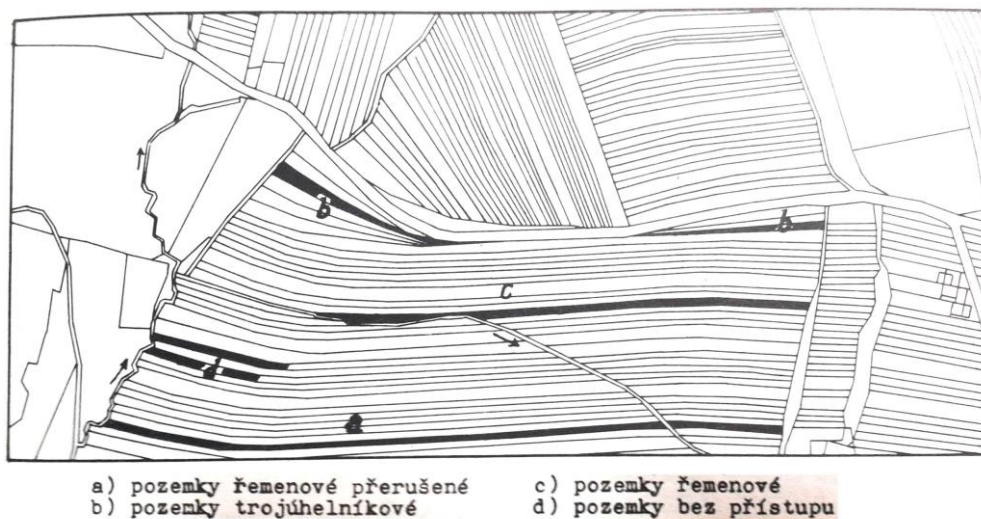 b
b
c
d
a
a) pozemky řemenové přerušené
b) pozemky trojúhelníkové
c) pozemky řemenové
d) pozemky bez přístupu